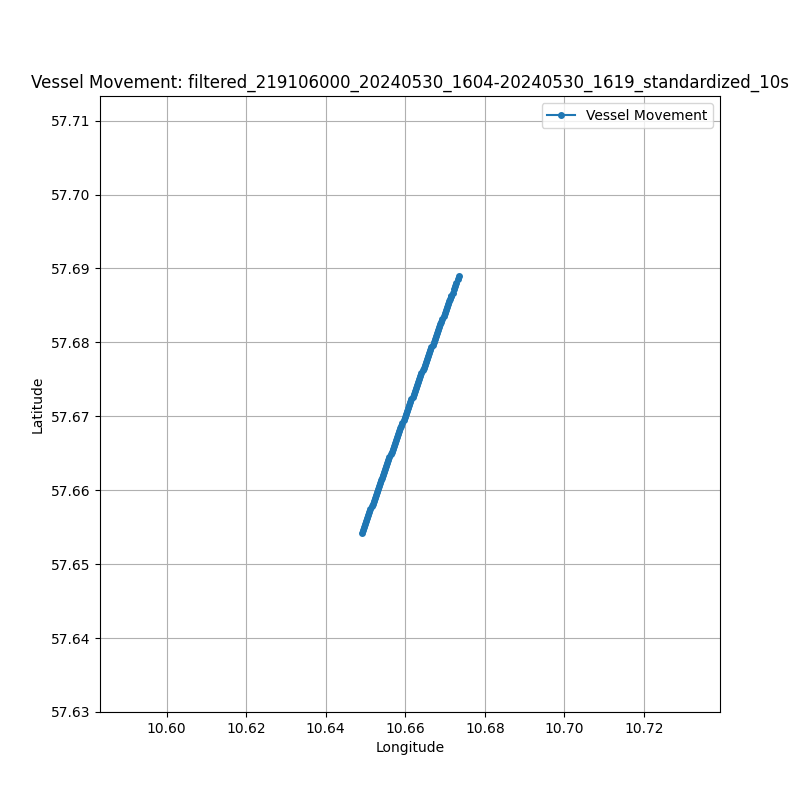 Vessel Movement: filtered_219106000_20240530_1604-20240530_1619_standardized_10s
Vessel Movement
57.71
57.70
57.69
57.68
57.67
57.66
57.65
57.64
57.63
Latitude
10.60 10.62 10.64 10.66 10.68 10.70 10.72
Longitude